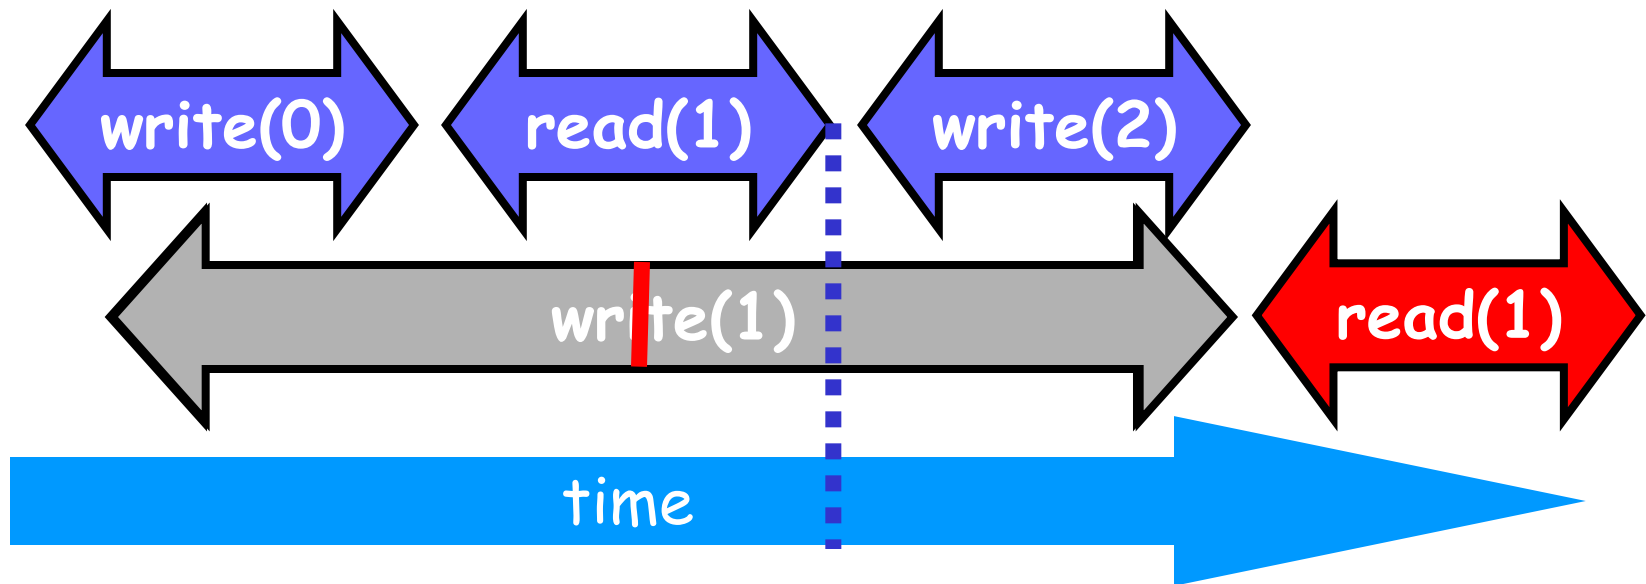 write(0) read(1) write(2)
write(1) read(1)
time